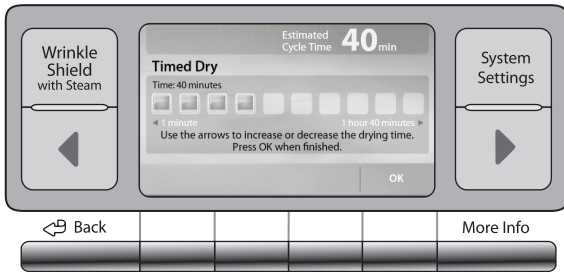 Wrinkle
Shield
with Steam
Estimated
Cycle Time 40 min
Timed Dry
Time: 40 minutes
◀ 1 minute 1 hour 40 minutes ▶
Use the arrows to increase or decrease the drying time.
Press OK when finished.
OK
System
Settings
Back
More Info